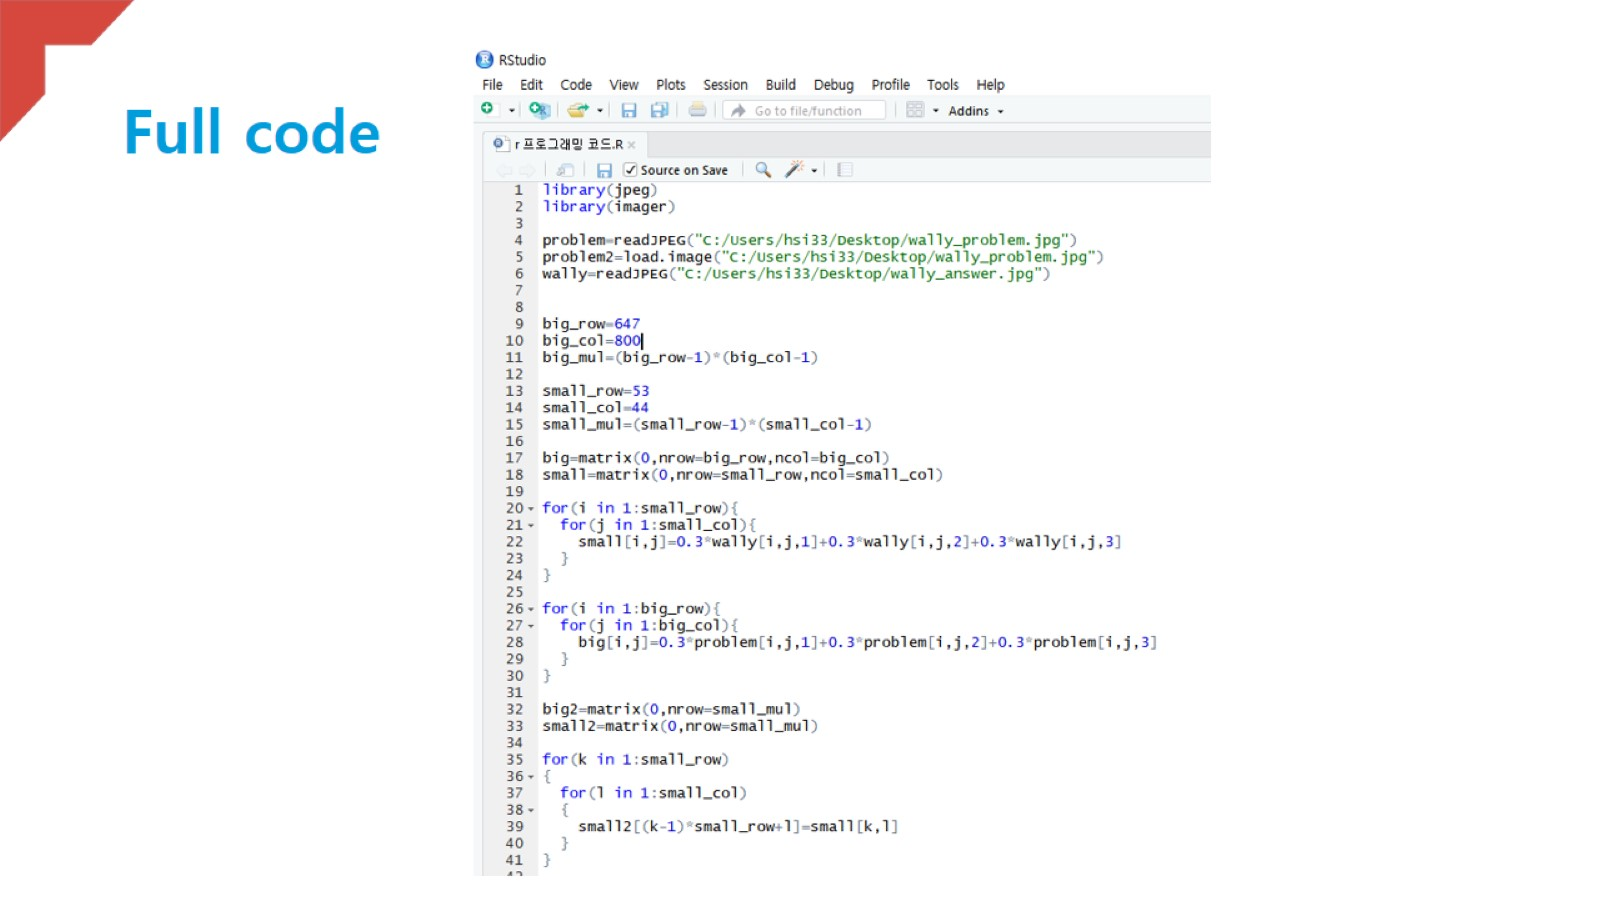 Full code
RStudio
File Edit Code View Plots Session Build Debug Profile Tools Help
Go to file/function Addins
r 프로그래밍 코드.R
Source on Save
1 library(jpeg)
2 library(imager)
3
4 problem=readJPEG("C:/Users/hsi33/Desktop/wally_problem.jpg")
5 problem2=load.image("C:/Users/hsi33/Desktop/wally_problem.jpg")
6 wally=readJPEG("C:/Users/hsi33/Desktop/wally_answer.jpg")
7
8
9 big_row=647
10 big_col=800
11 big_mul=(big_row-1)*(big_col-1)
12
13 small_row=53
14 small_col=44
15 small_mul=(small_row-1)*(small_col-1)
16
17 big=matrix(0,nrow=big_row,ncol=big_col)
18 small=matrix(0,nrow=small_row,ncol=small_col)
19
20 for(i in 1:small_row){
21 for(j in 1:small_col){
22 small[i,j]=0.3*wally[i,j,1]+0.3*wally[i,j,2]+0.3*wally[i,j,3]
23 }
24 }
25
26 for(i in 1:big_row){
27 for(j in 1:big_col){
28 big[i,j]=0.3*problem[i,j,1]+0.3*problem[i,j,2]+0.3*problem[i,j,3]
29 }
30 }
31
32 big2=matrix(0,nrow=small_mul)
33 small2=matrix(0,nrow=small_mul)
34
35 for(k in 1:small_row)
36 {
37 for(l in 1:small_col)
38 {
39 small2[(k-1)*small_row+l]=small[k,l]
40 }
41 }